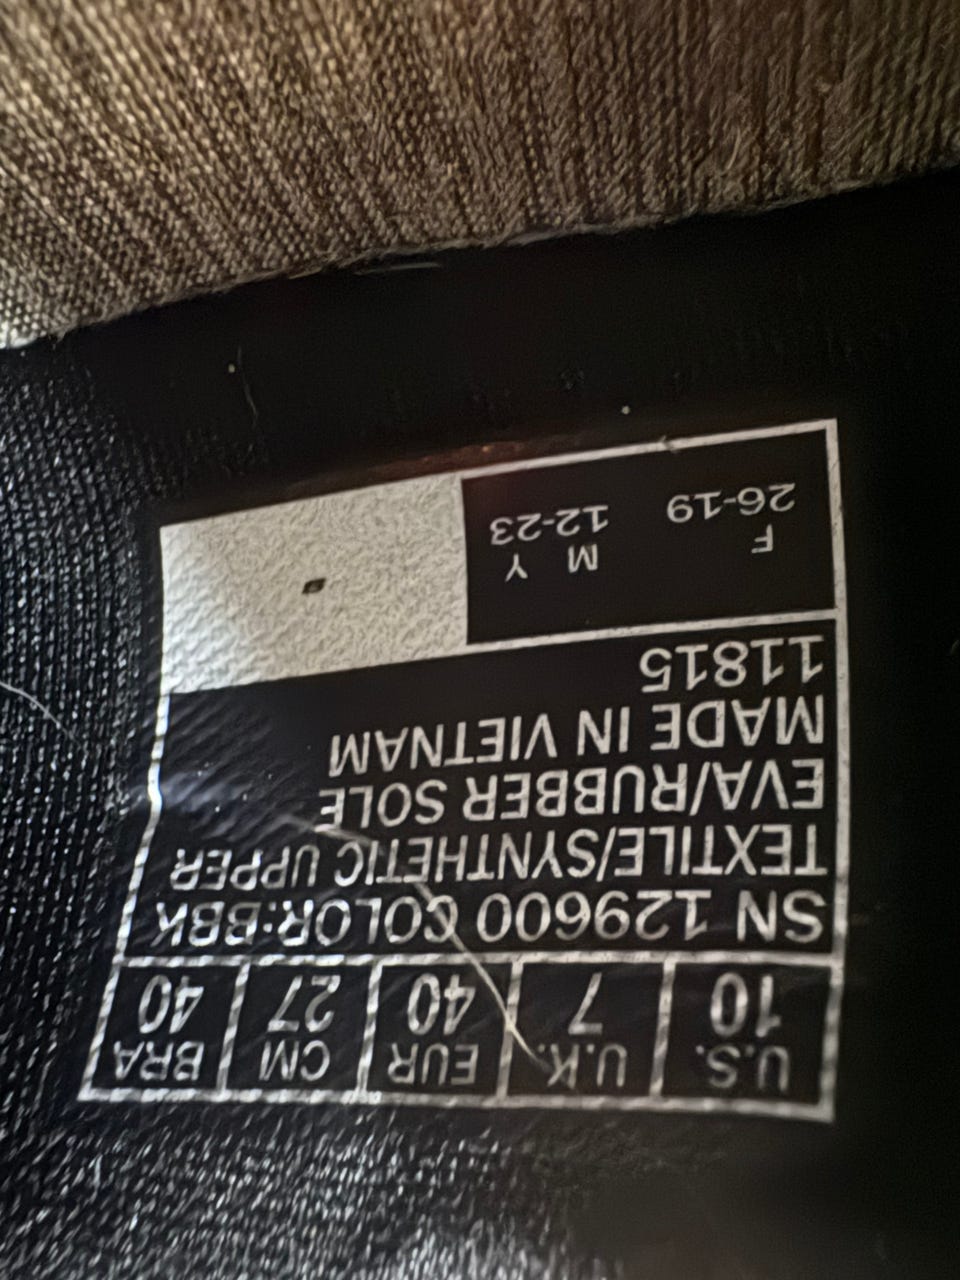 U.S. U.K. EUR CM BRA
10 7 40 27 40
SN 129600 COLOR:BBK
TEXTILE/SYNTHETIC UPPER
EVA/RUBBER SOLE
MADE IN VIETNAM
11815
F M Y
26-19 12-23